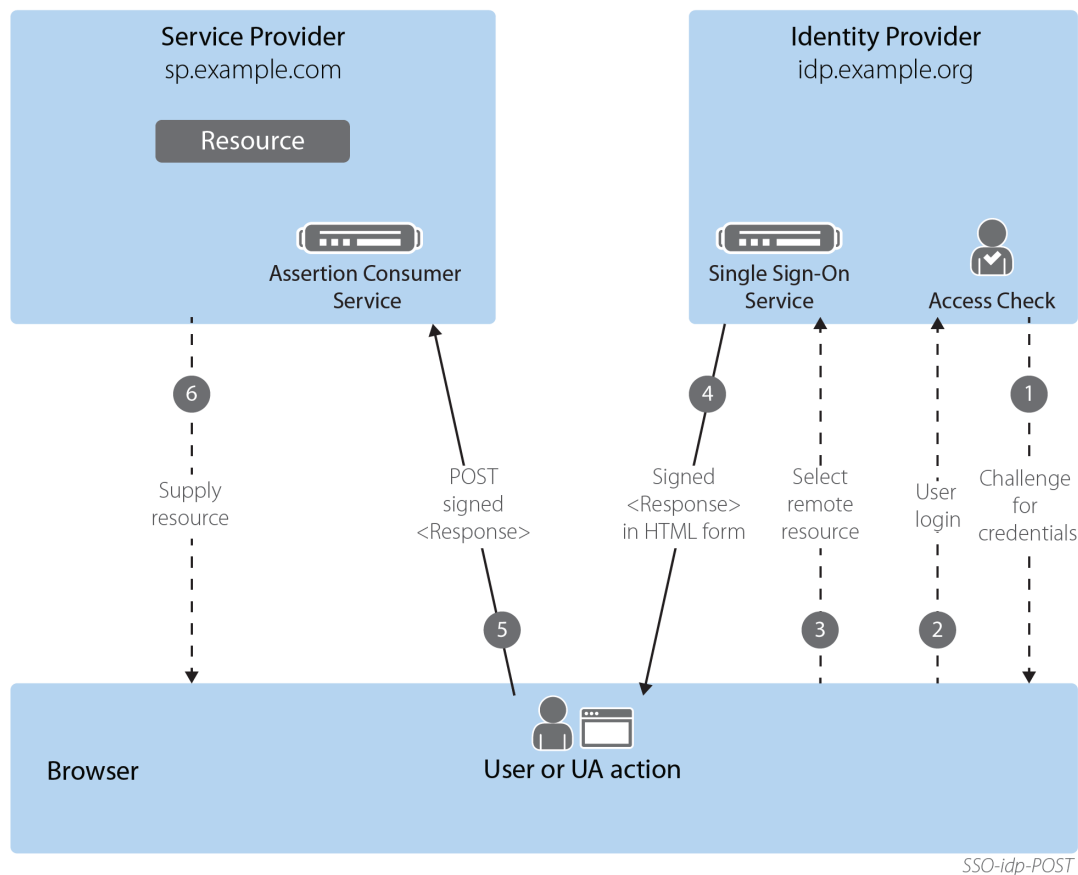 Service Provider
sp.example.com
Resource
Assertion Consumer
Service
Identity Provider
idp.example.org
Single Sign-On
Service
Access Check
6
4
1
Supply
resource
POST
signed
<Response>
Signed
<Response>
in HTML form
Select
remote
resource
User
login
Challenge
for
credentials
5
3
2
Browser
User or UA action
SSO-idp-POST